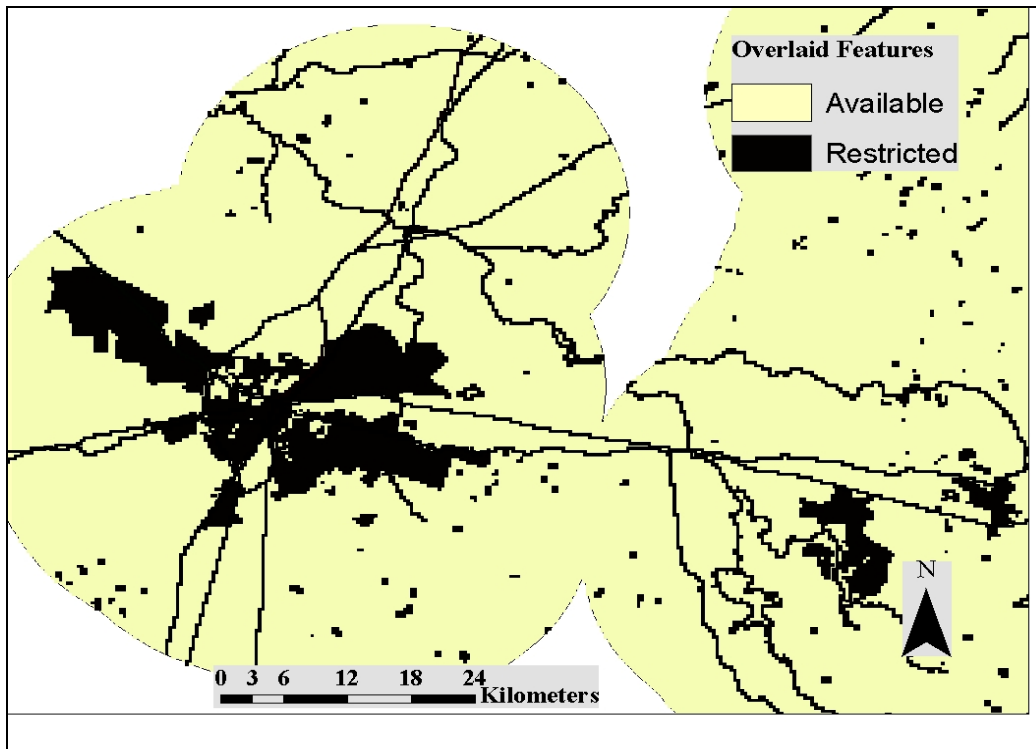 Overlaid Features
Available
Restricted
N
0 3 6 12 18 24
Kilometers